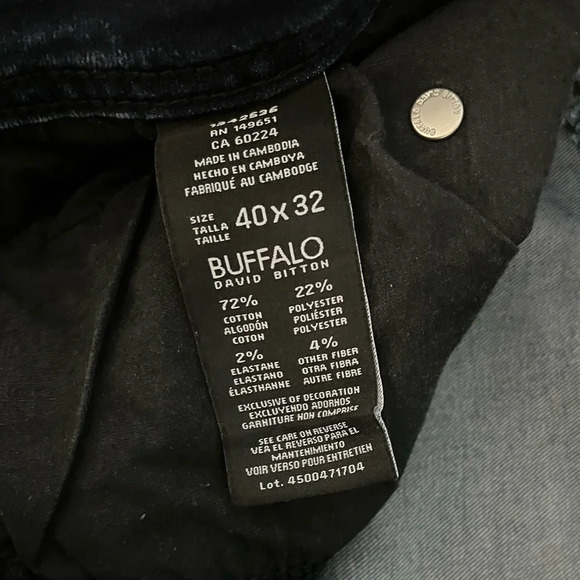 RN 149651
CA 60224
MADE IN CAMBODIA
HECHO EN CAMBOYA
FABRIQUÉ AU CAMBODGE
SIZE
TALLA
TAILLE
40 x 32
BUFFALO
DAVID BITTON
72%
COTTON
ALGODÓN
COTON
22%
POLYESTER
POLIÉSTER
POLYESTER
2%
ELASTANE
ELASTANO
ÉLASTHANNE
4%
OTHER FIBER
OTRA FIBRA
AUTRE FIBRE
EXCLUSIVE OF DECORATION
EXCLUYENDO ADORNOS
GARNITURE NON COMPRISE
SEE CARE ON REVERSE
VEA EL REVERSO PARA EL
MANTENIMIENTO
VOIR VERSO POUR ENTRETIEN
Lot. 4500471704